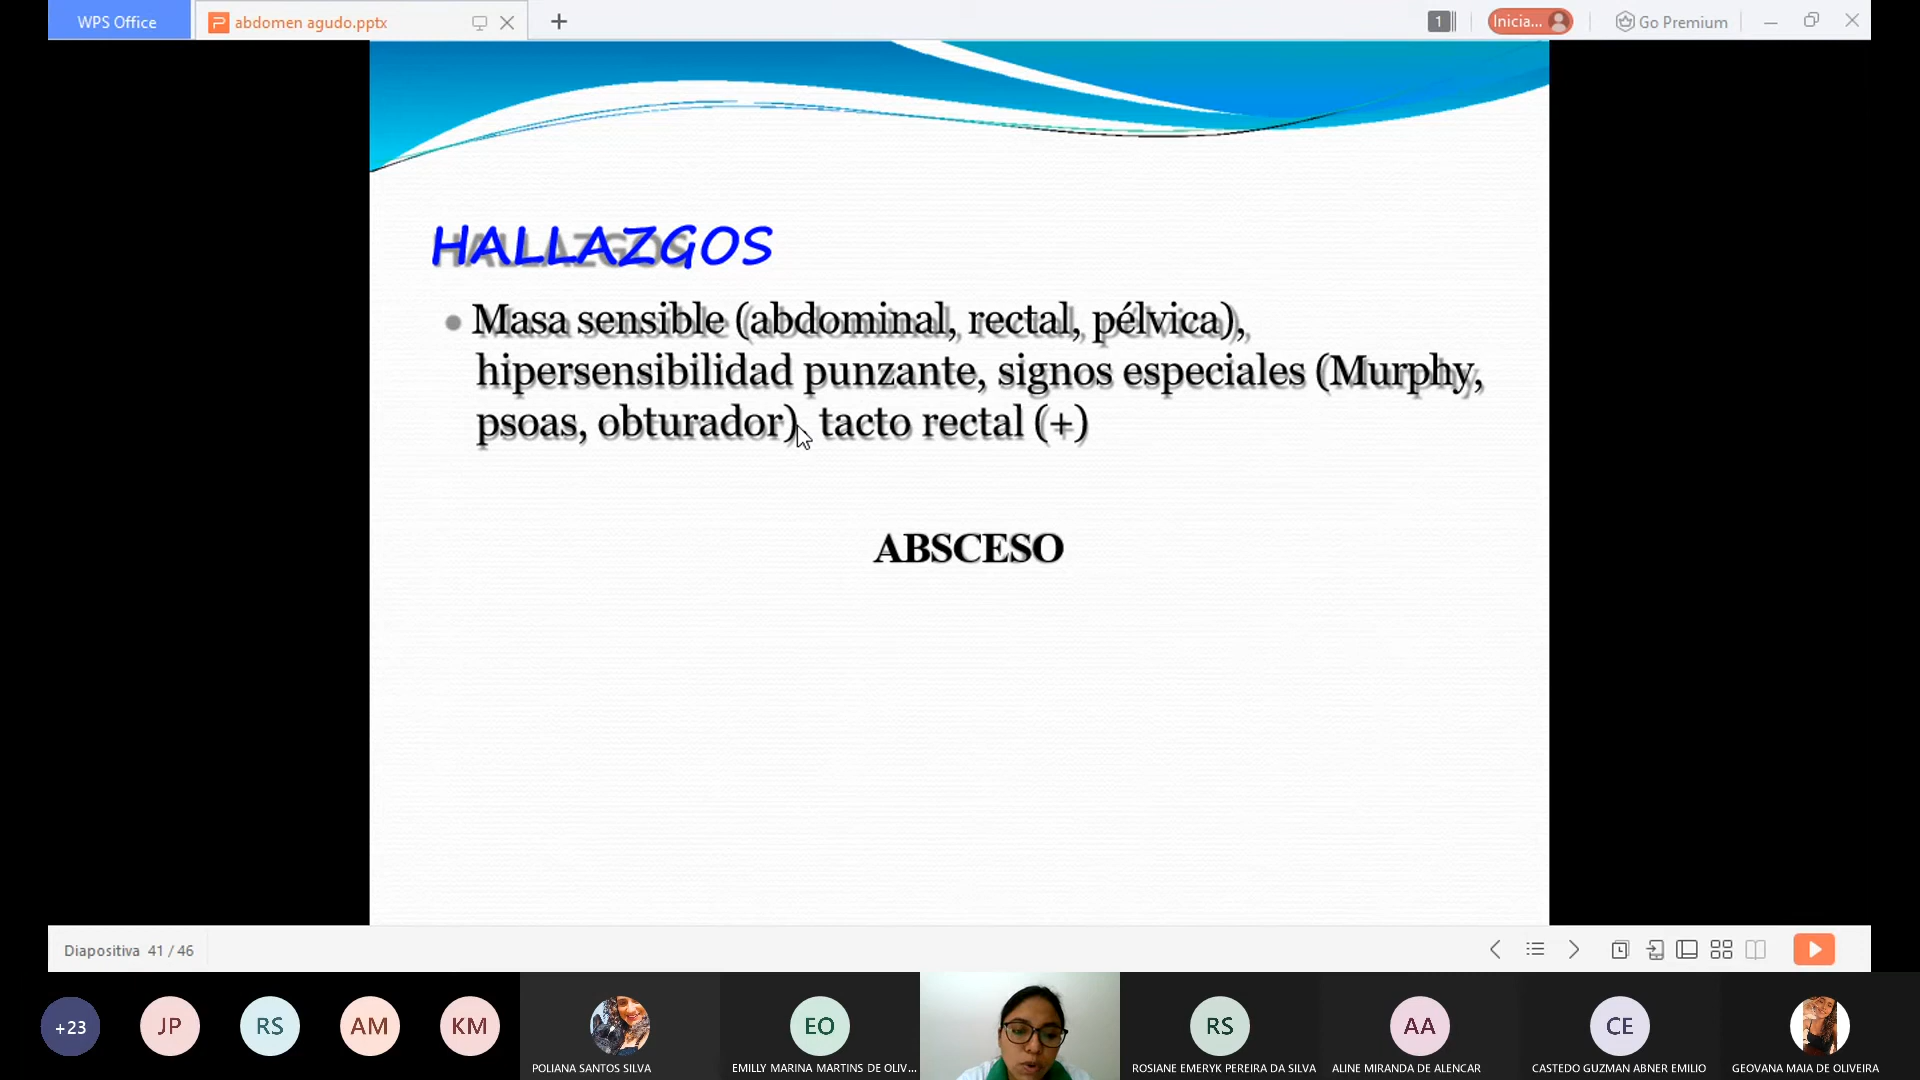 WPS Office
abdomen agudo.pptx
1
Inicia...
Go Premium
HALLAZGOS
Masa sensible (abdominal, rectal, pélvica),
hipersensibilidad punzante, signos especiales (Murphy,
psoas, obturador), tacto rectal (+)
ABSCESO
Diapositiva 41 / 46
+23
JP
RS
AM
KM
POLIANA SANTOS SILVA
EO
EMILLY MARINA MARTINS DE OLIV...
RS
ROSIANE EMERYK PEREIRA DA SILVA
AA
ALINE MIRANDA DE ALENCAR
CE
CASTEDO GUZMAN ABNER EMILIO
GEOVANA MAIA DE OLIVEIRA